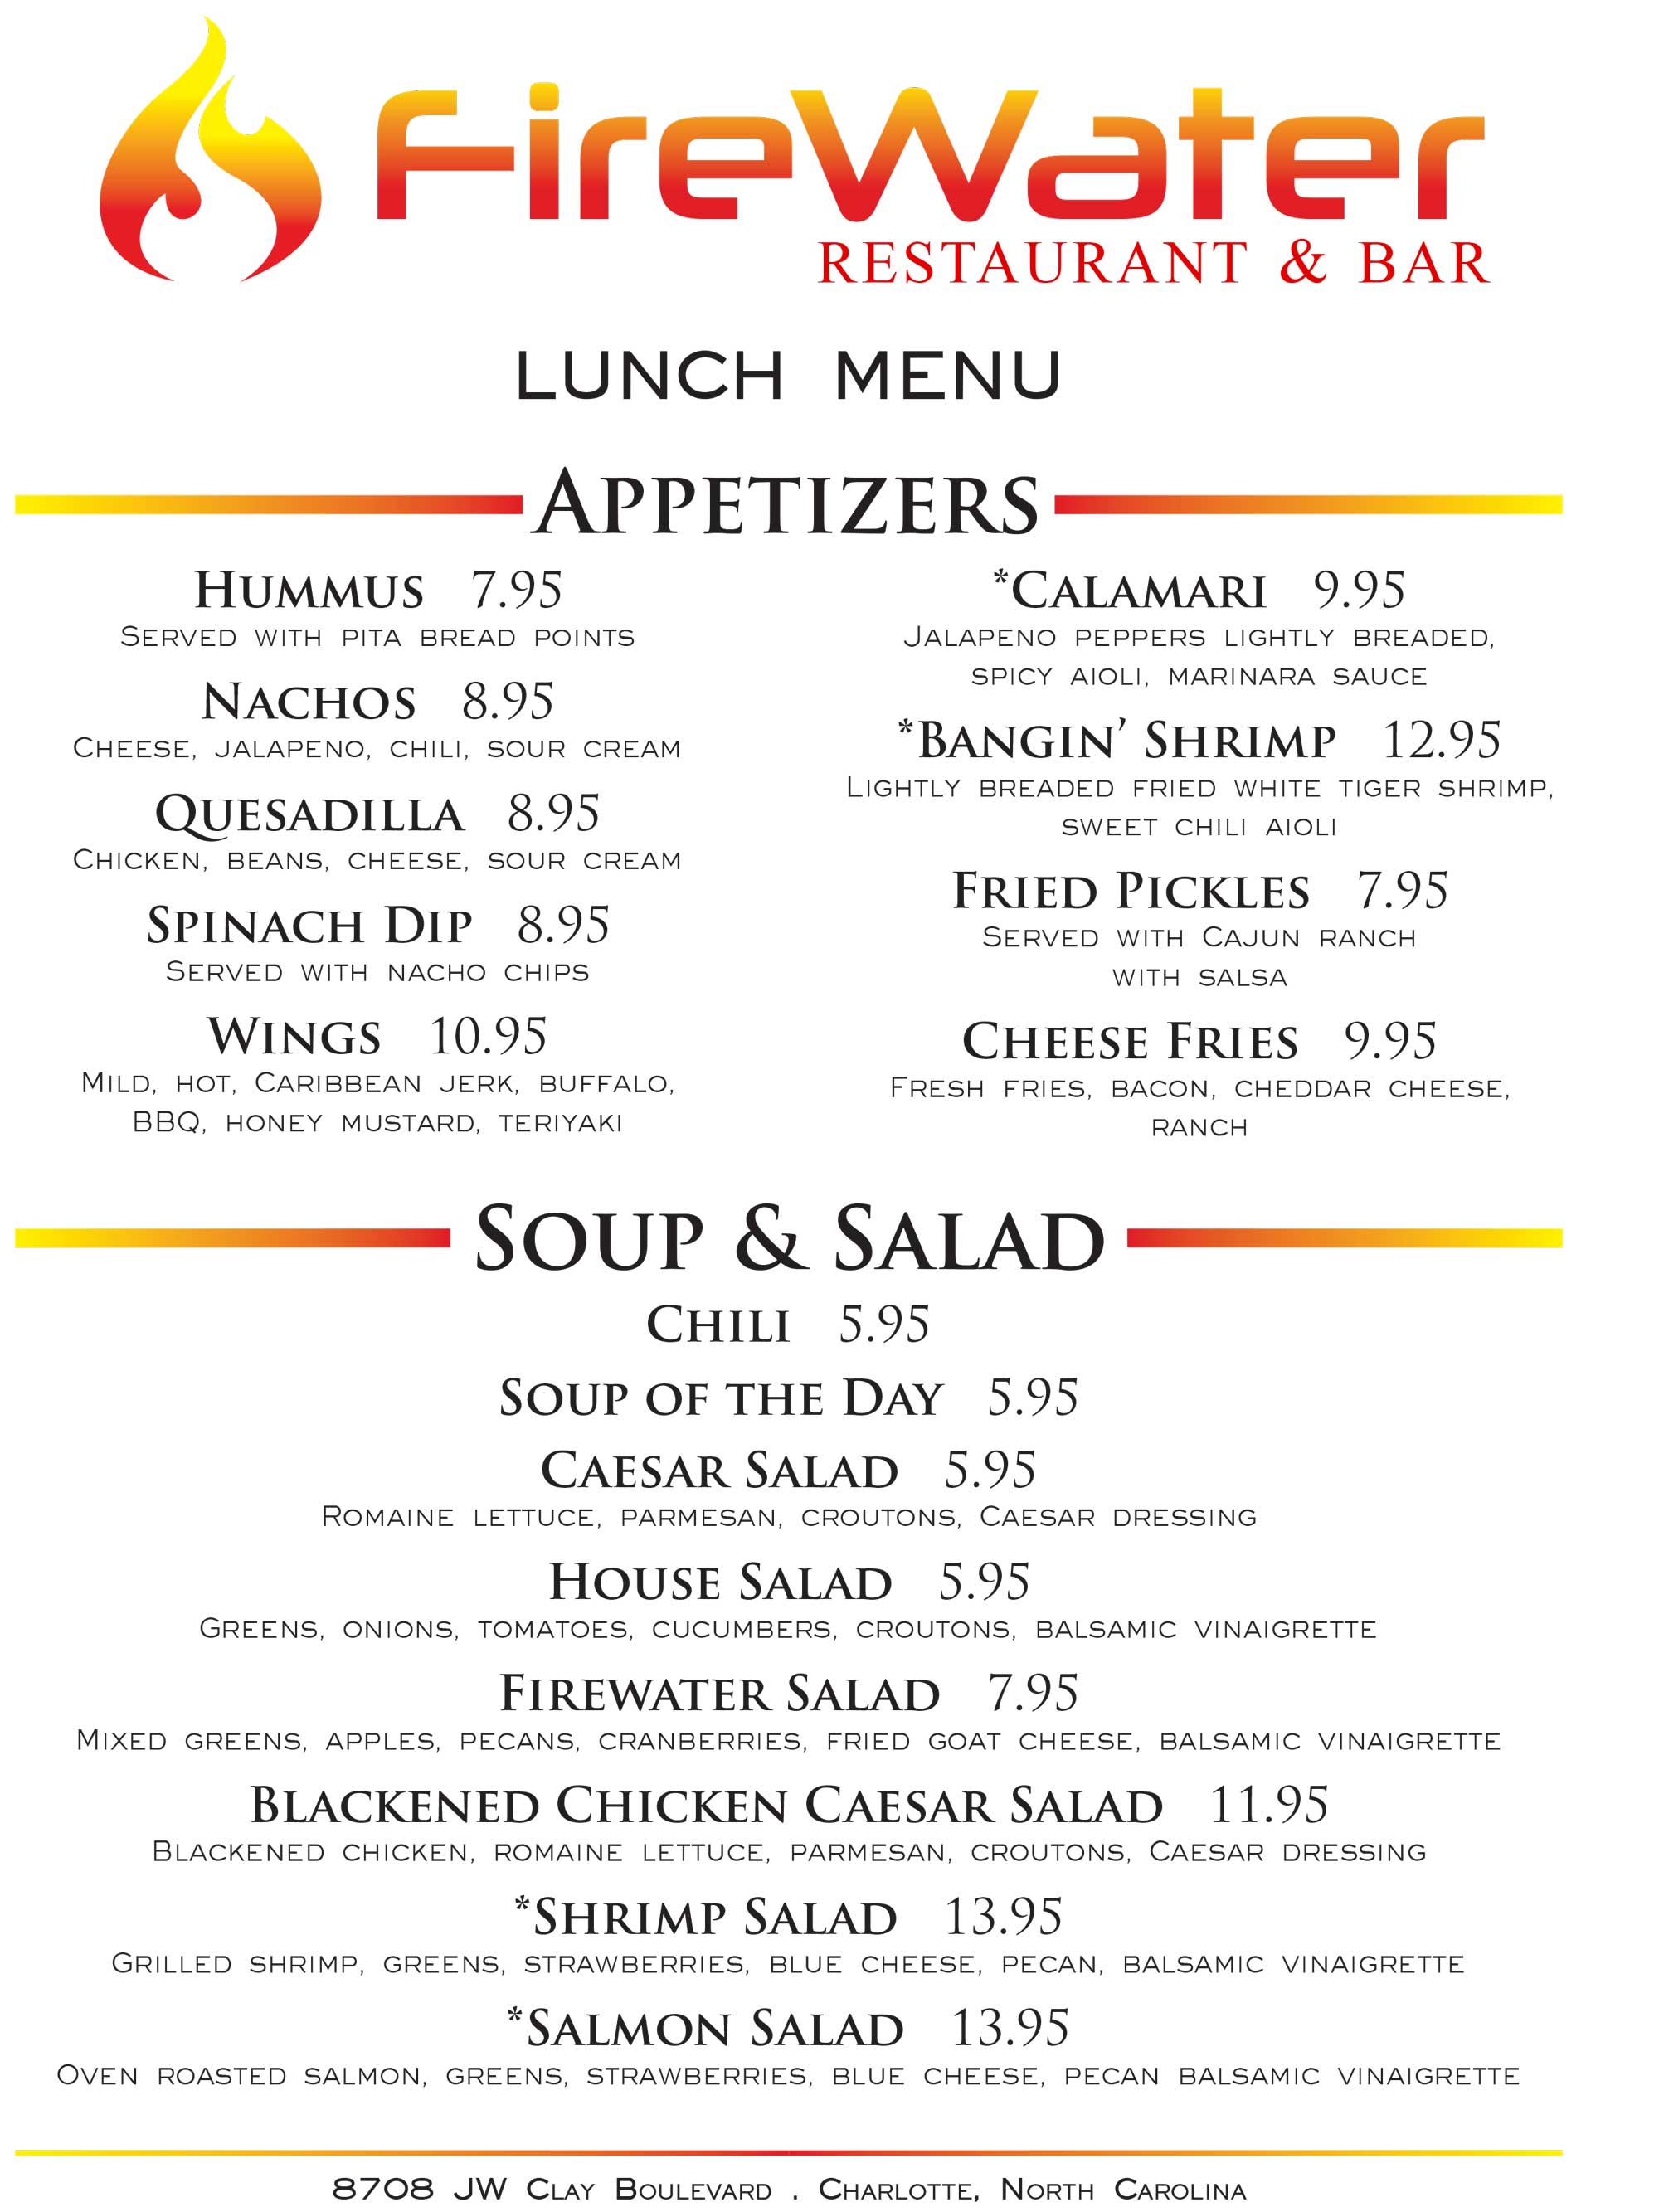 FireWater
RESTAURANT & BAR
LUNCH MENU
APPETIZERS
HUMMUS 7.95
SERVED WITH PITA BREAD POINTS
NACHOS 8.95
CHEESE, JALAPENO, CHILI, SOUR CREAM
QUESADILLA 8.95
CHICKEN, BEANS, CHEESE, SOUR CREAM
SPINACH DIP 8.95
SERVED WITH NACHO CHIPS
WINGS 10.95
MILD, HOT, CARIBBEAN JERK, BUFFALO,
BBQ, HONEY MUSTARD, TERIYAKI
*CALAMARI 9.95
JALAPENO PEPPERS LIGHTLY BREADED,
SPICY AIOLI, MARINARA SAUCE
*BANGIN’ SHRIMP 12.95
LIGHTLY BREADED FRIED WHITE TIGER SHRIMP,
SWEET CHILI AIOLI
FRIED PICKLES 7.95
SERVED WITH CAJUN RANCH
WITH SALSA
CHEESE FRIES 9.95
FRESH FRIES, BACON, CHEDDAR CHEESE,
RANCH
SOUP & SALAD
CHILI 5.95
SOUP OF THE DAY 5.95
CAESAR SALAD 5.95
ROMAINE LETTUCE, PARMESAN, CROUTONS, CAESAR DRESSING
HOUSE SALAD 5.95
GREENS, ONIONS, TOMATOES, CUCUMBERS, CROUTONS, BALSAMIC VINAIGRETTE
FIREWATER SALAD 7.95
MIXED GREENS, APPLES, PECANS, CRANBERRIES, FRIED GOAT CHEESE, BALSAMIC VINAIGRETTE
BLACKENED CHICKEN CAESAR SALAD 11.95
BLACKENED CHICKEN, ROMAINE LETTUCE, PARMESAN, CROUTONS, CAESAR DRESSING
*SHRIMP SALAD 13.95
GRILLED SHRIMP, GREENS, STRAWBERRIES, BLUE CHEESE, PECAN, BALSAMIC VINAIGRETTE
*SALMON SALAD 13.95
OVEN ROASTED SALMON, GREENS, STRAWBERRIES, BLUE CHEESE, PECAN BALSAMIC VINAIGRETTE
8708 JW CLAY BOULEVARD . CHARLOTTE, NORTH CAROLINA